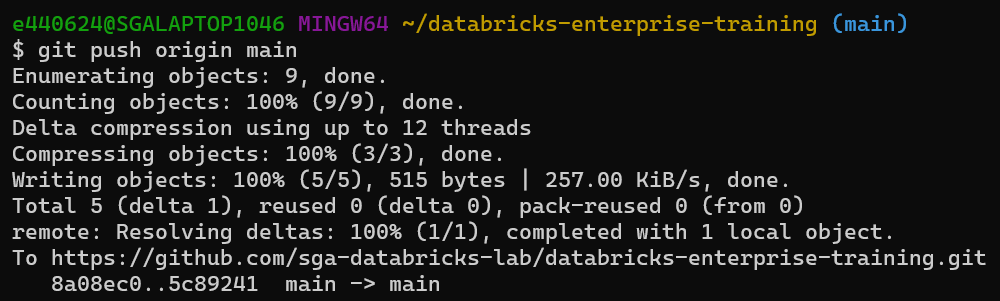 e440624@SGALAPTOP1046 MINGW64 ~/databricks-enterprise-training (main)
$ git push origin main
Enumerating objects: 9, done.
Counting objects: 100% (9/9), done.
Delta compression using up to 12 threads
Compressing objects: 100% (3/3), done.
Writing objects: 100% (5/5), 515 bytes | 257.00 KiB/s, done.
Total 5 (delta 1), reused 0 (delta 0), pack-reused 0 (from 0)
remote: Resolving deltas: 100% (1/1), completed with 1 local object.
To https://github.com/sga-databricks-lab/databricks-enterprise-training.git
   8a08ec0..5c89241  main -> main